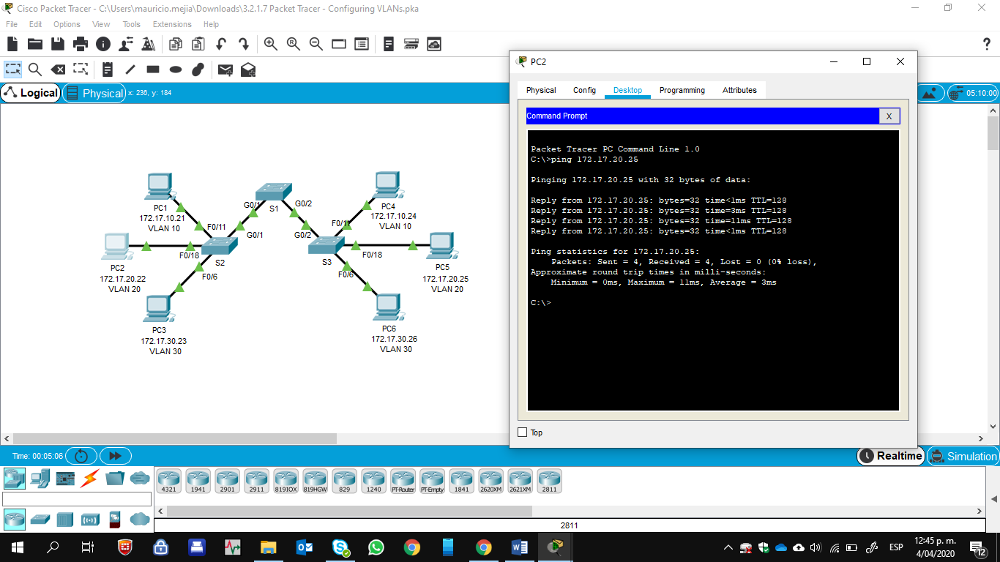 Cisco Packet Tracer - C:\Users\mauricio.mejia\Downloads\3.2.1.7 Packet Tracer - Configuring VLANs.pka
File Edit Options View Tools Extensions Help
Logical Physical x: 236, y: 184
05:10:00
PC2
Physical Config Desktop Programming Attributes
Command Prompt X
Packet Tracer PC Command Line 1.0
C:\>ping 172.17.20.25
Pinging 172.17.20.25 with 32 bytes of data:
Reply from 172.17.20.25: bytes=32 time<1ms TTL=128
Reply from 172.17.20.25: bytes=32 time=3ms TTL=128
Reply from 172.17.20.25: bytes=32 time=11ms TTL=128
Reply from 172.17.20.25: bytes=32 time<1ms TTL=128
Ping statistics for 172.17.20.25:
Packets: Sent = 4, Received = 4, Lost = 0 (0% loss),
Approximate round trip times in milli-seconds:
Minimum = 0ms, Maximum = 11ms, Average = 3ms
C:\>
Top
PC1
172.17.10.21
VLAN 10
F0/11
G0/1
S1
G0/2
PC4
172.17.10.24
VLAN 10
F0/11
G0/1
G0/2
PC2
172.17.20.22
VLAN 20
F0/18
S2
F0/6
S3
F0/18
F0/6
PC5
172.17.20.25
VLAN 20
PC3
172.17.30.23
VLAN 30
PC6
172.17.30.26
VLAN 30
Time: 00:05:06
Realtime Simulation
4321 1941 2901 2911 819IOX 819HGW 829 1240 PT-Router PT-Empty 1841 2620XM 2621XM 2811
2811
ESP
12:45 p. m.
4/04/2020
12